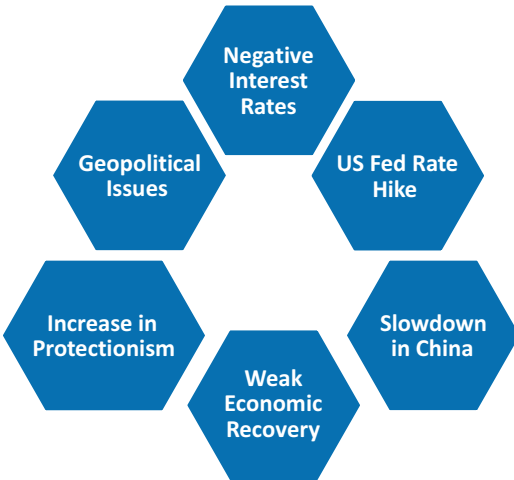 Negative
Interest
Rates
US Fed Rate
Hike
Slowdown
in China
Weak
Economic
Recovery
Increase in
Protectionism
Geopolitical
Issues